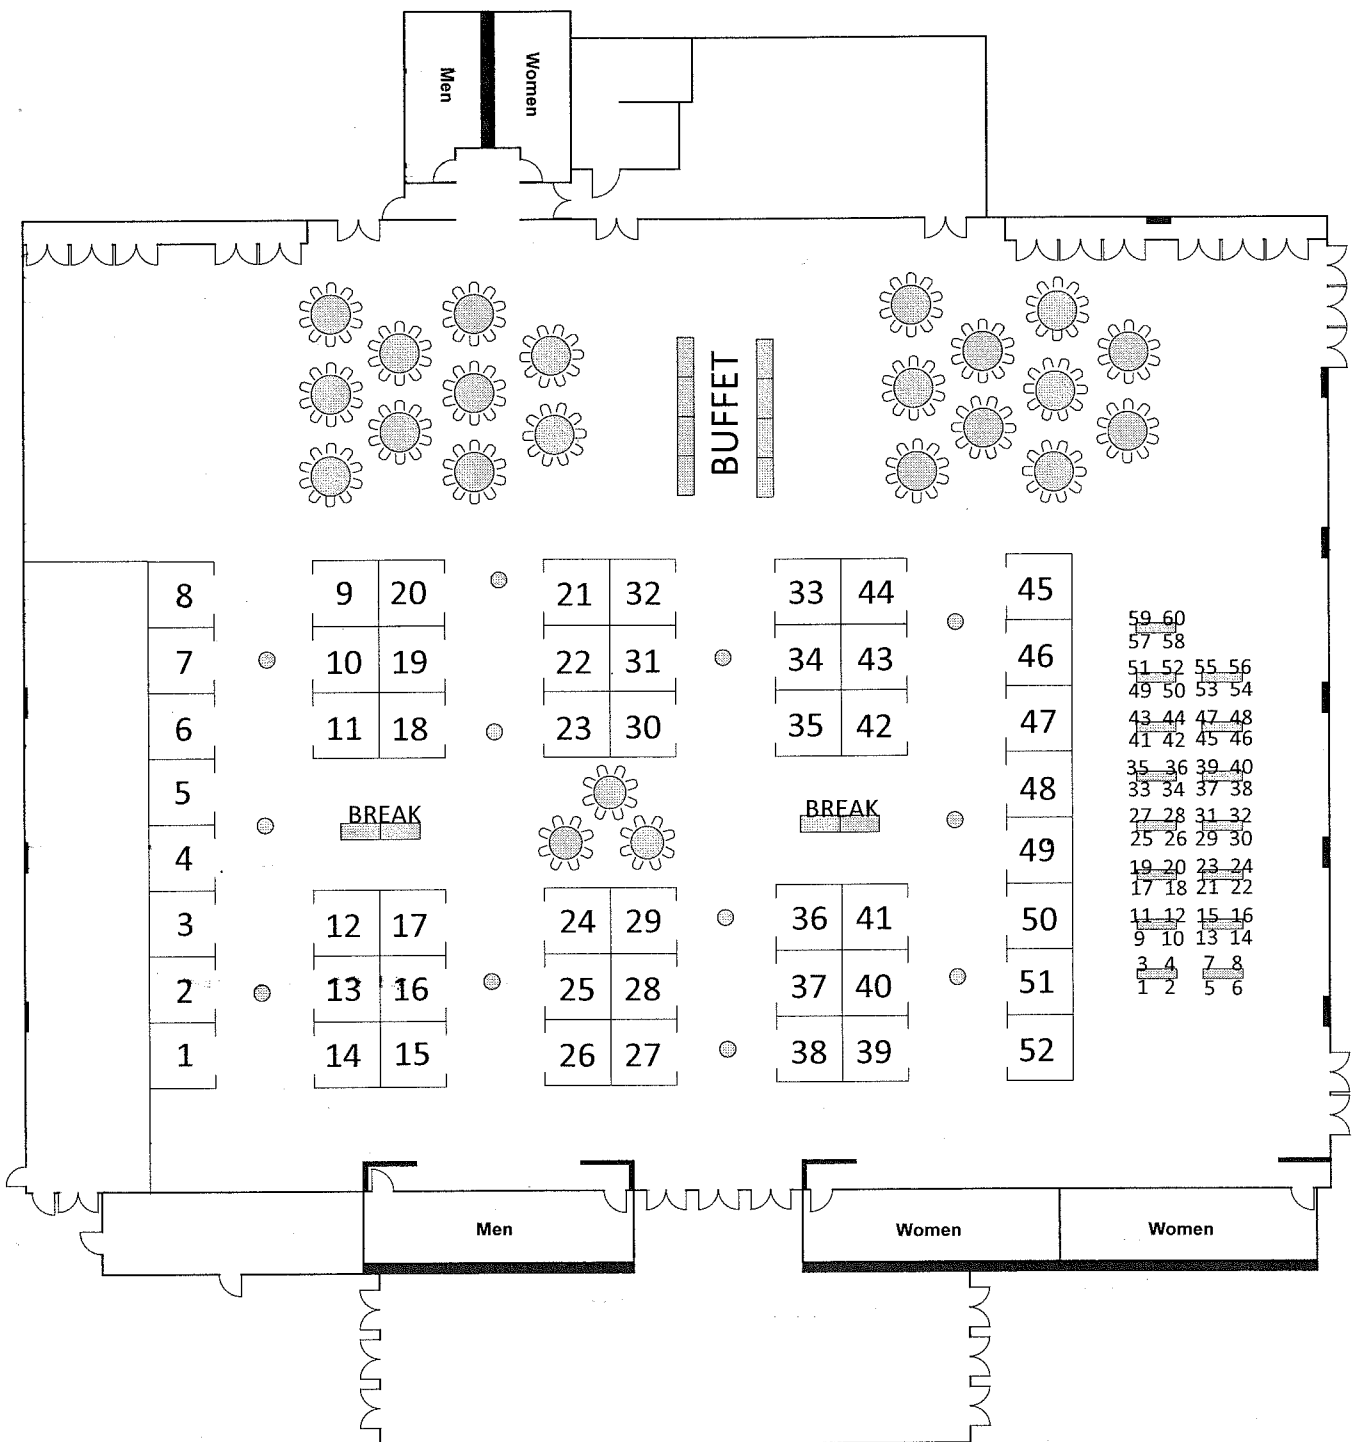 Men Women
BUFFET
8 9 20 21 32 33 44 45
59 60
57 58
7 10 19 22 31 34 43 46
51 52 55 56
49 50 53 54
6 11 18 23 30 35 42 47
43 44 47 48
41 42 45 46
5 48
35 36 39 40
33 34 37 38
BREAK BREAK
27 28 31 32
25 26 29 30
4 49
19 20 23 24
17 18 21 22
3 12 17 24 29 36 41 50
11 12 15 16
9 10 13 14
2 13 16 25 28 37 40 51
3 4 7 8
1 2 5 6
1 14 15 26 27 38 39 52
Men Women Women